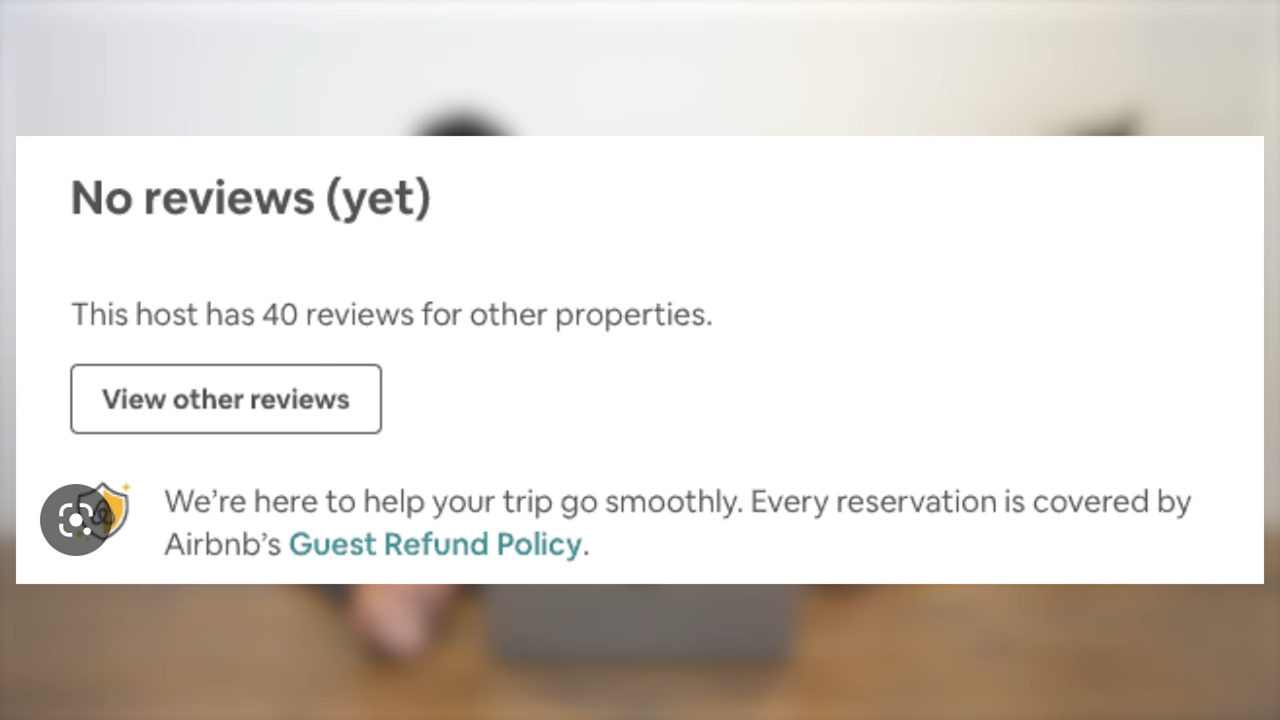 No reviews (yet)
This host has 40 reviews for other properties.
View other reviews
We’re here to help your trip go smoothly. Every reservation is covered by
Airbnb’s Guest Refund Policy.